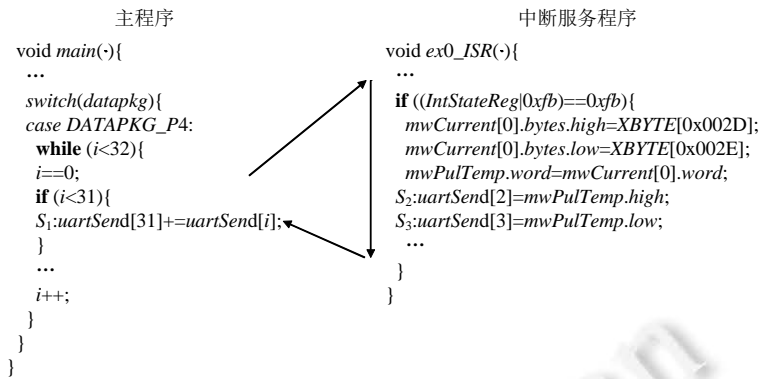 主程序
void main(·){
…
switch(datapkg){
case DATAPKG_P4:
while (i<32){
i==0;
if (i<31){
S1:uartSend[31]+=uartSend[i];
}
…
i++;
}
}
}
中断服务程序
void ex0_ISR(·){
…
if ((IntStateReg|0xfb)==0xfb){
mwCurrent[0].bytes.high=XBYTE[0x002D];
mwCurrent[0].bytes.low=XBYTE[0x002E];
mwPulTemp.word=mwCurrent[0].word;
S2:uartSend[2]=mwPulTemp.high;
S3:uartSend[3]=mwPulTemp.low;
…
}
}